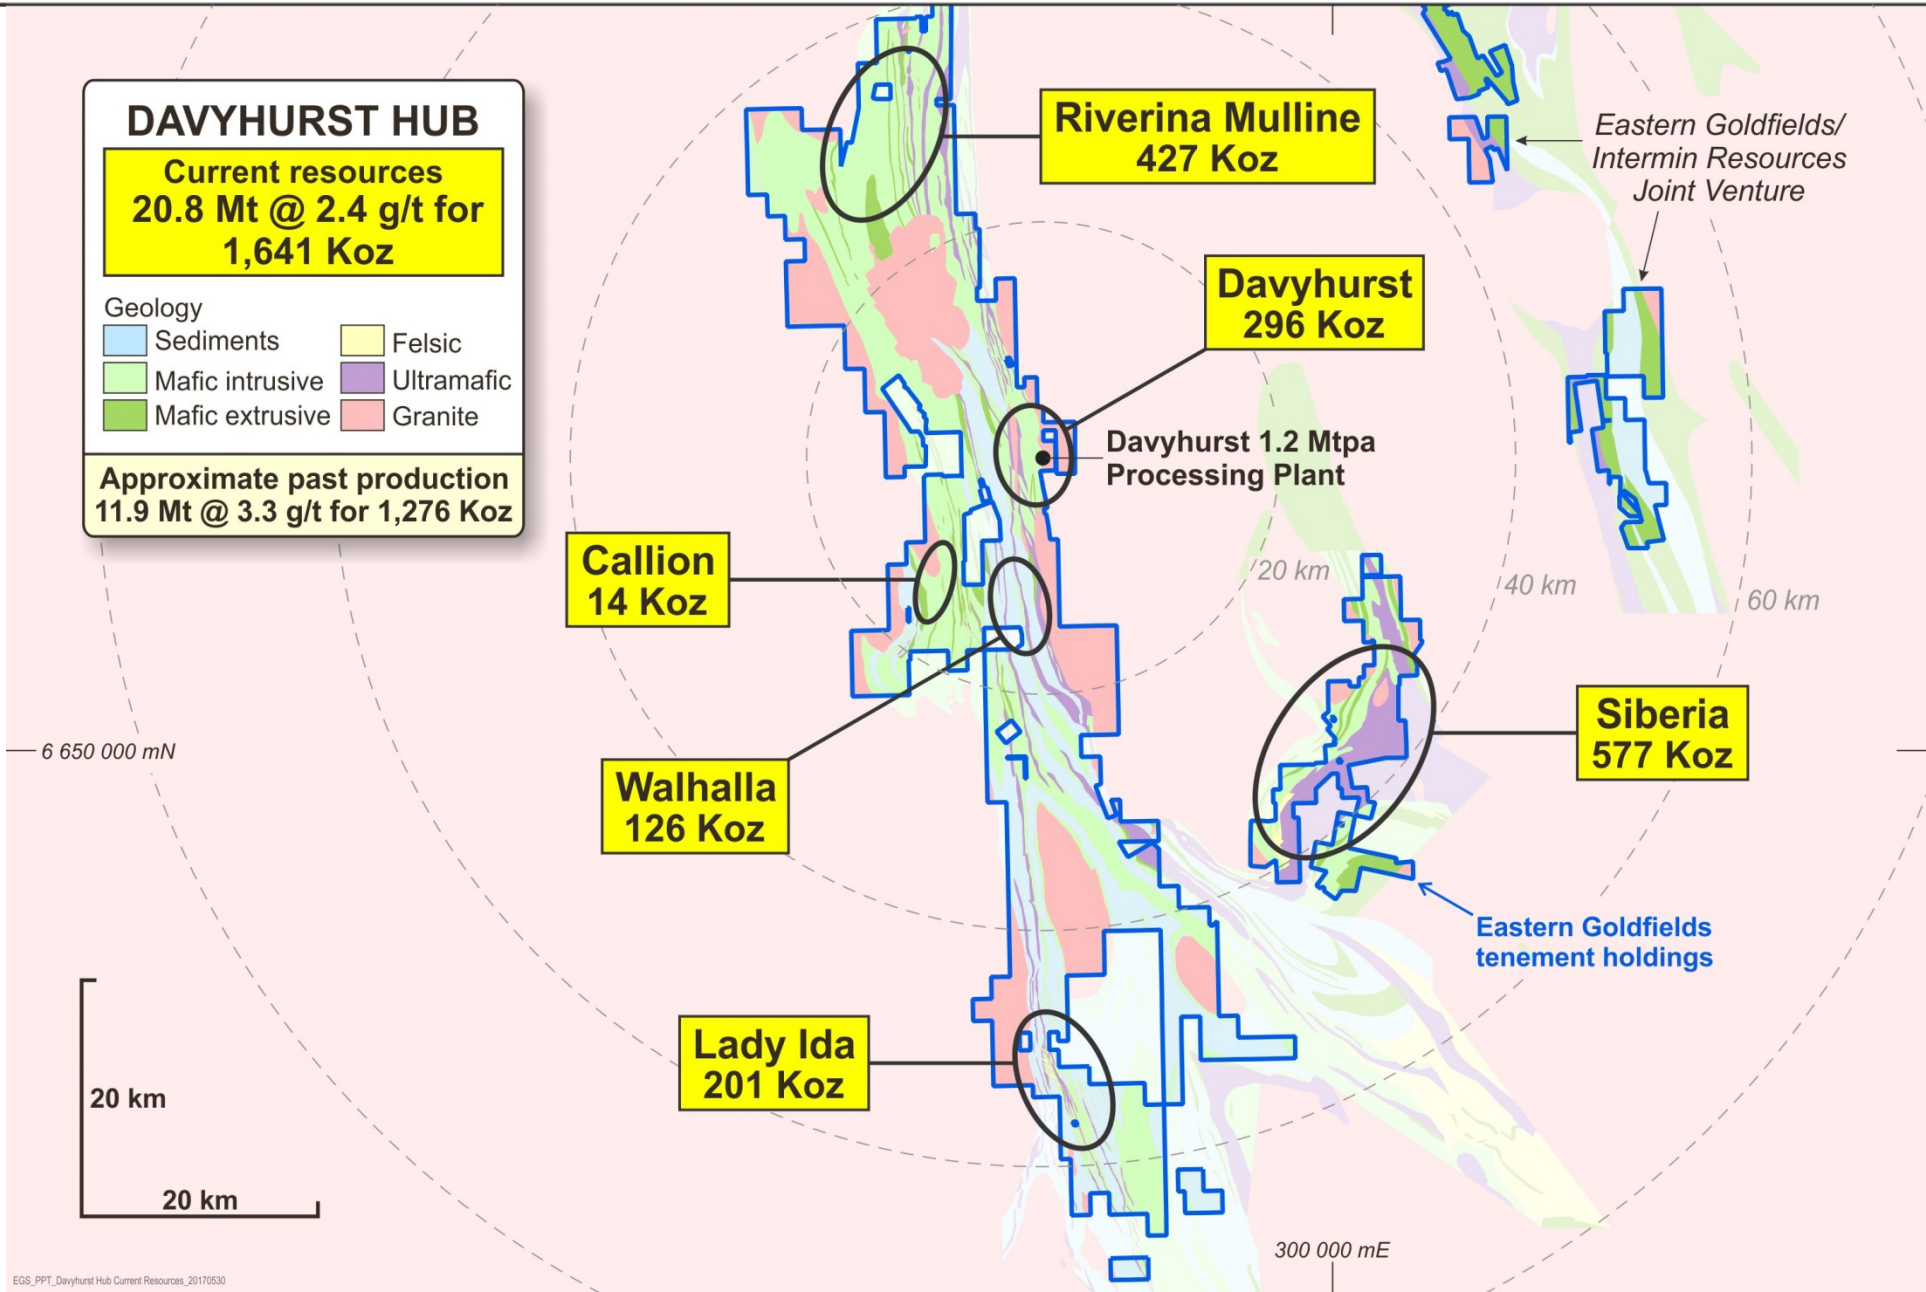 DAVYHURST HUB
Current resources
20.8 Mt @ 2.4 g/t for
1,641 Koz
Geology
Sediments
Mafic intrusive
Mafic extrusive
Felsic
Ultramafic
Granite
Approximate past production
11.9 Mt @ 3.3 g/t for 1,276 Koz
Riverina Mulline
427 Koz
Eastern Goldfields/
Intermin Resources
Joint Venture
Davyhurst
296 Koz
Davyhurst 1.2 Mtpa
Processing Plant
Callion
14 Koz
20 km
40 km
60 km
Siberia
577 Koz
6 650 000 mN
Walhalla
126 Koz
Eastern Goldfields
tenement holdings
Lady Ida
201 Koz
20 km
20 km
300 000 mE
EGS_PPT_Davyhurst Hub Current Resources_20170530